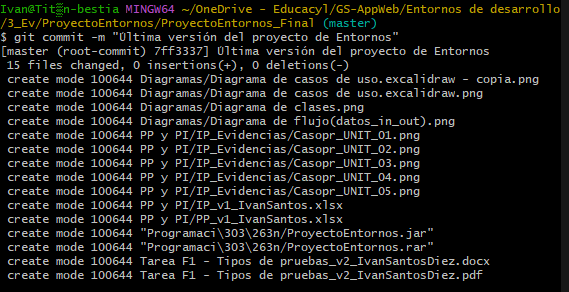 Ivan@Titán-bestia MINGW64 ~/OneDrive - Educacyl/GS-AppWeb/Entornos de desarrollo
/3_Ev/ProyectoEntornos/ProyectoEntornos_Final (master)
$ git commit -m "Última versión del proyecto de Entornos"
[master (root-commit) 7ff3337] Última versión del proyecto de Entornos
15 files changed, 0 insertions(+), 0 deletions(-)
create mode 100644 Diagramas/Diagrama de casos de uso.excalidraw - copia.png
create mode 100644 Diagramas/Diagrama de casos de uso.excalidraw.png
create mode 100644 Diagramas/Diagrama de clases.png
create mode 100644 Diagramas/Diagrama de flujo(datos_in_out).png
create mode 100644 PP y PI/IP_Evidencias/Casopr_UNIT_01.png
create mode 100644 PP y PI/IP_Evidencias/Casopr_UNIT_02.png
create mode 100644 PP y PI/IP_Evidencias/Casopr_UNIT_03.png
create mode 100644 PP y PI/IP_Evidencias/Casopr_UNIT_04.png
create mode 100644 PP y PI/IP_Evidencias/Casopr_UNIT_05.png
create mode 100644 PP y PI/IP_v1_IvanSantos.xlsx
create mode 100644 PP y PI/PP_v1_IvanSantos.xlsx
create mode 100644 "Programaci\303\263n/ProyectoEntornos.jar"
create mode 100644 "Programaci\303\263n/ProyectoEntornos.rar"
create mode 100644 Tarea F1 - Tipos de pruebas_v2_IvanSantosDiez.docx
create mode 100644 Tarea F1 - Tipos de pruebas_v2_IvanSantosDiez.pdf